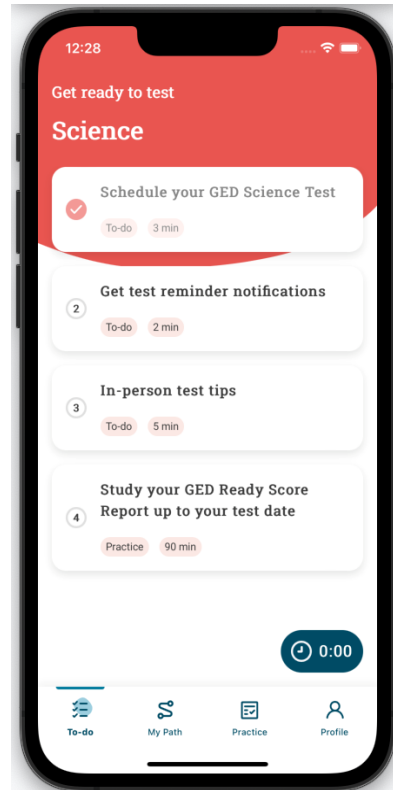 12:28
Get ready to test
Science
Schedule your GED Science Test
To-do 3 min
2
Get test reminder notifications
To-do 2 min
3
In-person test tips
To-do 5 min
4
Study your GED Ready Score
Report up to your test date
Practice 90 min
0:00
To-do My Path Practice Profile